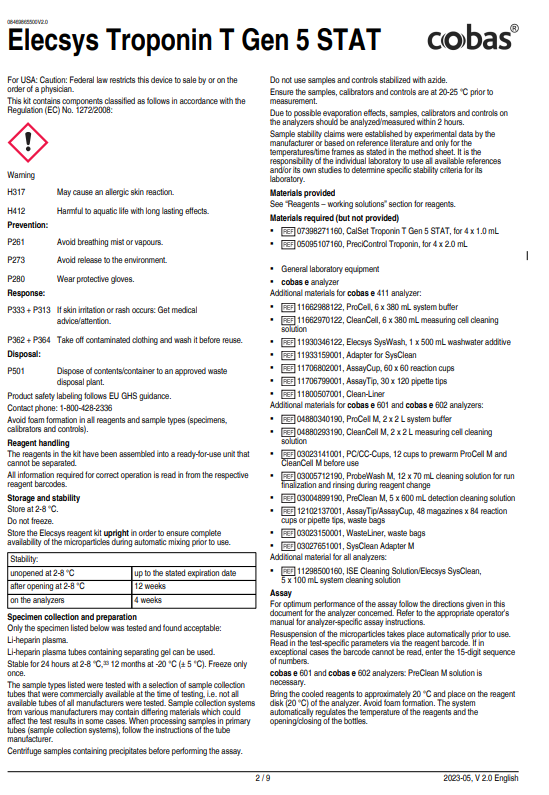 08469865500V2.0
Elecsys Troponin T Gen 5 STAT
cobas®
For USA: Caution: Federal law restricts this device to sale by or on the
order of a physician.
This kit contains components classified as follows in accordance with the
Regulation (EC) No. 1272/2008:
Warning
H317 May cause an allergic skin reaction.
H412 Harmful to aquatic life with long lasting effects.
Prevention:
P261 Avoid breathing mist or vapours.
P273 Avoid release to the environment.
P280 Wear protective gloves.
Response:
P333 + P313 If skin irritation or rash occurs: Get medical
advice/attention.
P362 + P364 Take off contaminated clothing and wash it before reuse.
Disposal:
P501 Dispose of contents/container to an approved waste
disposal plant.
Product safety labeling follows EU GHS guidance.
Contact phone: 1-800-428-2336
Avoid foam formation in all reagents and sample types (specimens,
calibrators and controls).
Reagent handling
The reagents in the kit have been assembled into a ready-for-use unit that
cannot be separated.
All information required for correct operation is read in from the respective
reagent barcodes.
Storage and stability
Store at 2-8 °C.
Do not freeze.
Store the Elecsys reagent kit upright in order to ensure complete
availability of the microparticles during automatic mixing prior to use.
Stability:
unopened at 2-8 °C up to the stated expiration date
after opening at 2-8 °C 12 weeks
on the analyzers 4 weeks
Specimen collection and preparation
Only the specimen listed below was tested and found acceptable:
Li-heparin plasma.
Li-heparin plasma tubes containing separating gel can be used.
Stable for 24 hours at 2-8 °C,33 12 months at -20 °C (± 5 °C). Freeze only
once.
The sample types listed were tested with a selection of sample collection
tubes that were commercially available at the time of testing, i.e. not all
available tubes of all manufacturers were tested. Sample collection systems
from various manufacturers may contain differing materials which could
affect the test results in some cases. When processing samples in primary
tubes (sample collection systems), follow the instructions of the tube
manufacturer.
Centrifuge samples containing precipitates before performing the assay.
Do not use samples and controls stabilized with azide.
Ensure the samples, calibrators and controls are at 20-25 °C prior to
measurement.
Due to possible evaporation effects, samples, calibrators and controls on
the analyzers should be analyzed/measured within 2 hours.
Sample stability claims were established by experimental data by the
manufacturer or based on reference literature and only for the
temperatures/time frames as stated in the method sheet. It is the
responsibility of the individual laboratory to use all available references
and/or its own studies to determine specific stability criteria for its
laboratory.
Materials provided
See “Reagents – working solutions” section for reagents.
Materials required (but not provided)
▪ REF 07398271160, CalSet Troponin T Gen 5 STAT, for 4 x 1.0 mL
▪ REF 05095107160, PreciControl Troponin, for 4 x 2.0 mL
▪ General laboratory equipment
▪ cobas e analyzer
Additional materials for cobas e 411 analyzer:
▪ REF 11662988122, ProCell, 6 x 380 mL system buffer
▪ REF 11662970122, CleanCell, 6 x 380 mL measuring cell cleaning
solution
▪ REF 11930346122, Elecsys SysWash, 1 x 500 mL washwater additive
▪ REF 11933159001, Adapter for SysClean
▪ REF 11706802001, AssayCup, 60 x 60 reaction cups
▪ REF 11706799001, AssayTip, 30 x 120 pipette tips
▪ REF 11800507001, Clean-Liner
Additional materials for cobas e 601 and cobas e 602 analyzers:
▪ REF 04880340190, ProCell M, 2 x 2 L system buffer
▪ REF 04880293190, CleanCell M, 2 x 2 L measuring cell cleaning
solution
▪ REF 03023141001, PC/CC-Cups, 12 cups to prewarm ProCell M and
CleanCell M before use
▪ REF 03005712190, ProbeWash M, 12 x 70 mL cleaning solution for run
finalization and rinsing during reagent change
▪ REF 03004899190, PreClean M, 5 x 600 mL detection cleaning solution
▪ REF 12102137001, AssayTip/AssayCup, 48 magazines x 84 reaction
cups or pipette tips, waste bags
▪ REF 03023150001, WasteLiner, waste bags
▪ REF 03027651001, SysClean Adapter M
Additional material for all analyzers:
▪ REF 11298500160, ISE Cleaning Solution/Elecsys SysClean,
5 x 100 mL system cleaning solution
Assay
For optimum performance of the assay follow the directions given in this
document for the analyzer concerned. Refer to the appropriate operator’s
manual for analyzer-specific assay instructions.
Resuspension of the microparticles takes place automatically prior to use.
Read in the test-specific parameters via the reagent barcode. If in
exceptional cases the barcode cannot be read, enter the 15-digit sequence
of numbers.
cobas e 601 and cobas e 602 analyzers: PreClean M solution is
necessary.
Bring the cooled reagents to approximately 20 °C and place on the reagent
disk (20 °C) of the analyzer. Avoid foam formation. The system
automatically regulates the temperature of the reagents and the
opening/closing of the bottles.
2 / 9
2023-05, V 2.0 English